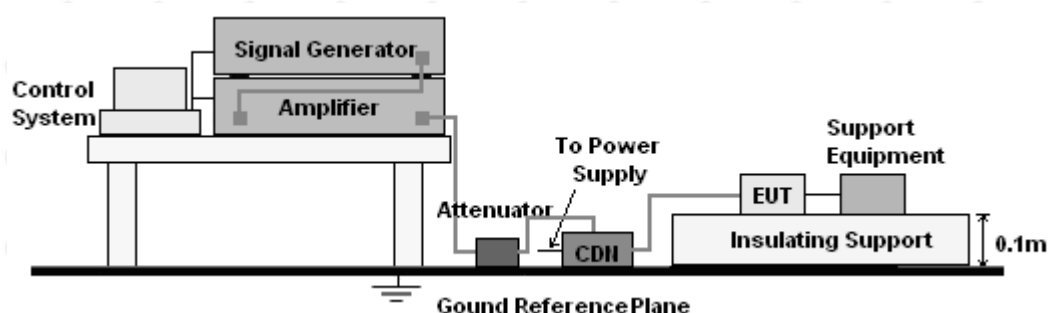 Signal Generator
Control
System
Amplifier
To Power
Supply
Support
Equipment
Attenuator
EUT
CDN
Insulating Support
0.1m
Gound Reference Plane